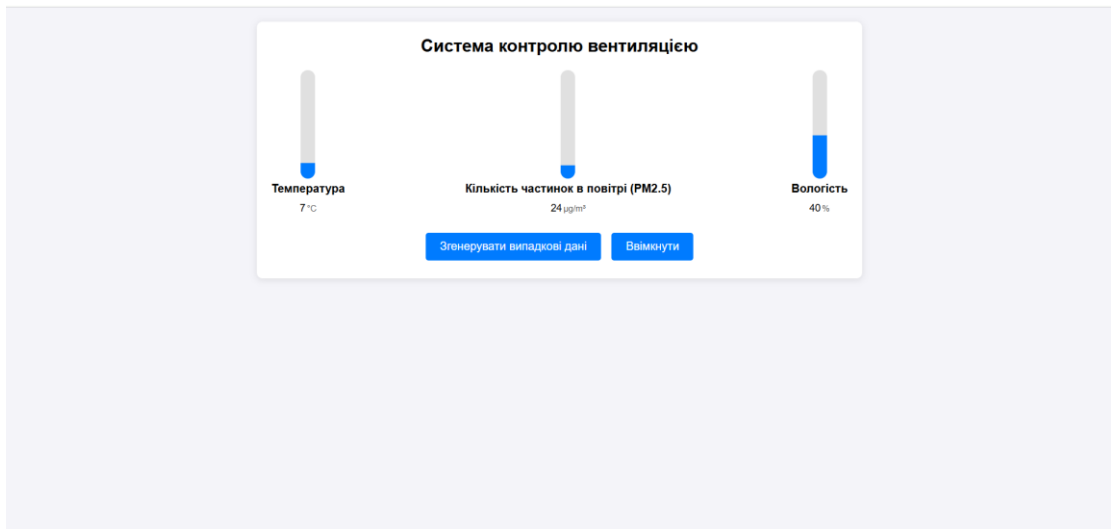 Система контролю вентиляцією
Температура
7 °C
Кількість частинок в повітрі (PM2.5)
24 µg/m³
Вологість
40 %
Згенерувати випадкові дані
Ввімкнути